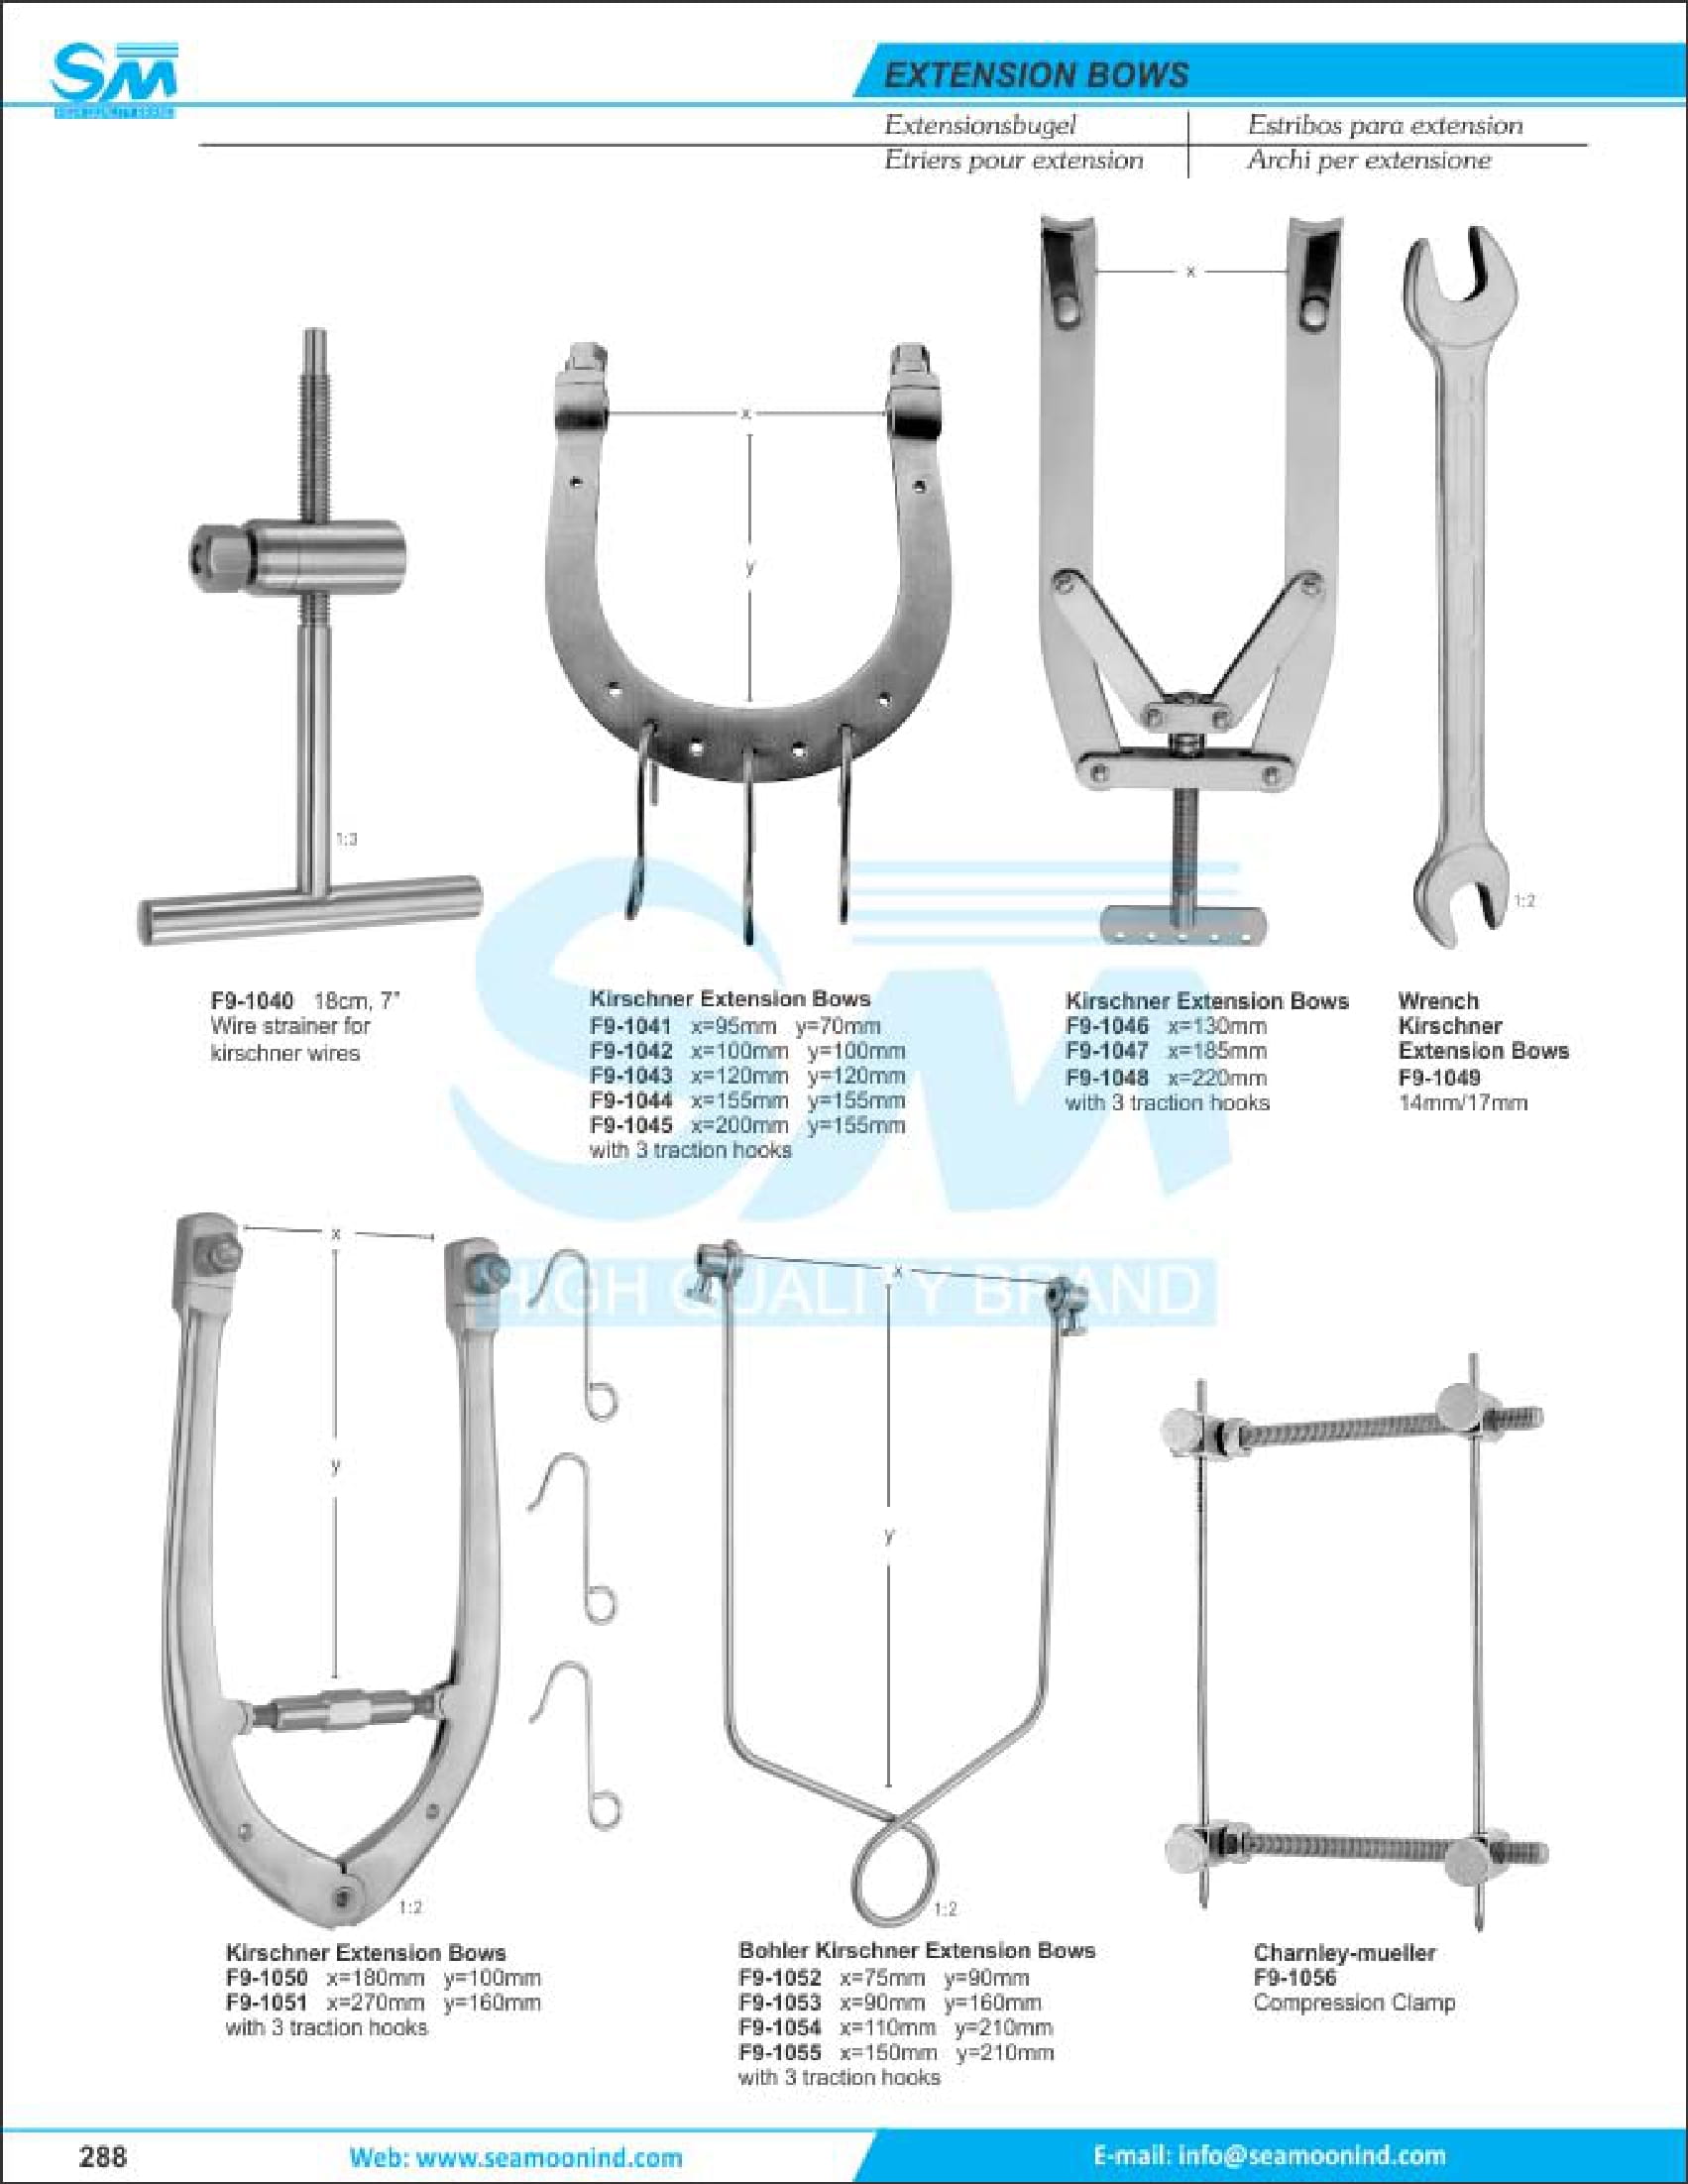 SM
HIGH QUALITY BRAND
EXTENSION BOWS
Extensionsbugel
Estribos para extension
Etriers pour extension
Archi per extensione
x
x
y
1:3
1:2
F9-1040 18cm, 7"
Wire strainer for
kirschner wires
Kirschner Extension Bows
F9-1041 x=95mm y=70mm
F9-1042 x=100mm y=100mm
F9-1043 x=120mm y=120mm
F9-1044 x=155mm y=155mm
F9-1045 x=200mm y=155mm
with 3 traction hooks
Kirschner Extension Bows
F9-1046 x=130mm
F9-1047 x=185mm
F9-1048 x=220mm
with 3 traction hooks
Wrench
Kirschner
Extension Bows
F9-1049
14mm/17mm
SM
HIGH QUALITY BRAND
x
y
1:2
x
y
1:2
Kirschner Extension Bows
F9-1050 x=180mm y=100mm
F9-1051 x=270mm y=160mm
with 3 traction hooks
Bohler Kirschner Extension Bows
F9-1052 x=75mm y=90mm
F9-1053 x=90mm y=160mm
F9-1054 x=110mm y=210mm
F9-1055 x=150mm y=210mm
with 3 traction hooks
Charnley-mueller
F9-1056
Compression Clamp
288
Web: www.seamoonind.com
E-mail: info@seamoonind.com